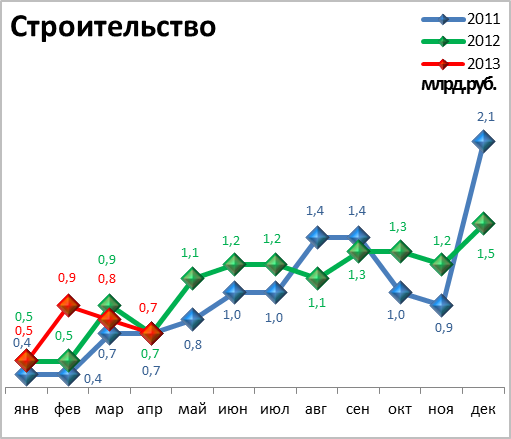 Строительство
2011
2012
2013
млрд.руб.
2,1
1,4 1,4
1,3
0,9 1,2 1,2 1,2
0,9 0,8 1,1 1,3 1,5
0,5 0,7 1,1
0,5 0,5 1,0 1,0 1,0 0,9
0,4 0,7 0,7 0,8
0,4 0,7
янв фев мар апр май июн июл авг сен окт ноя дек